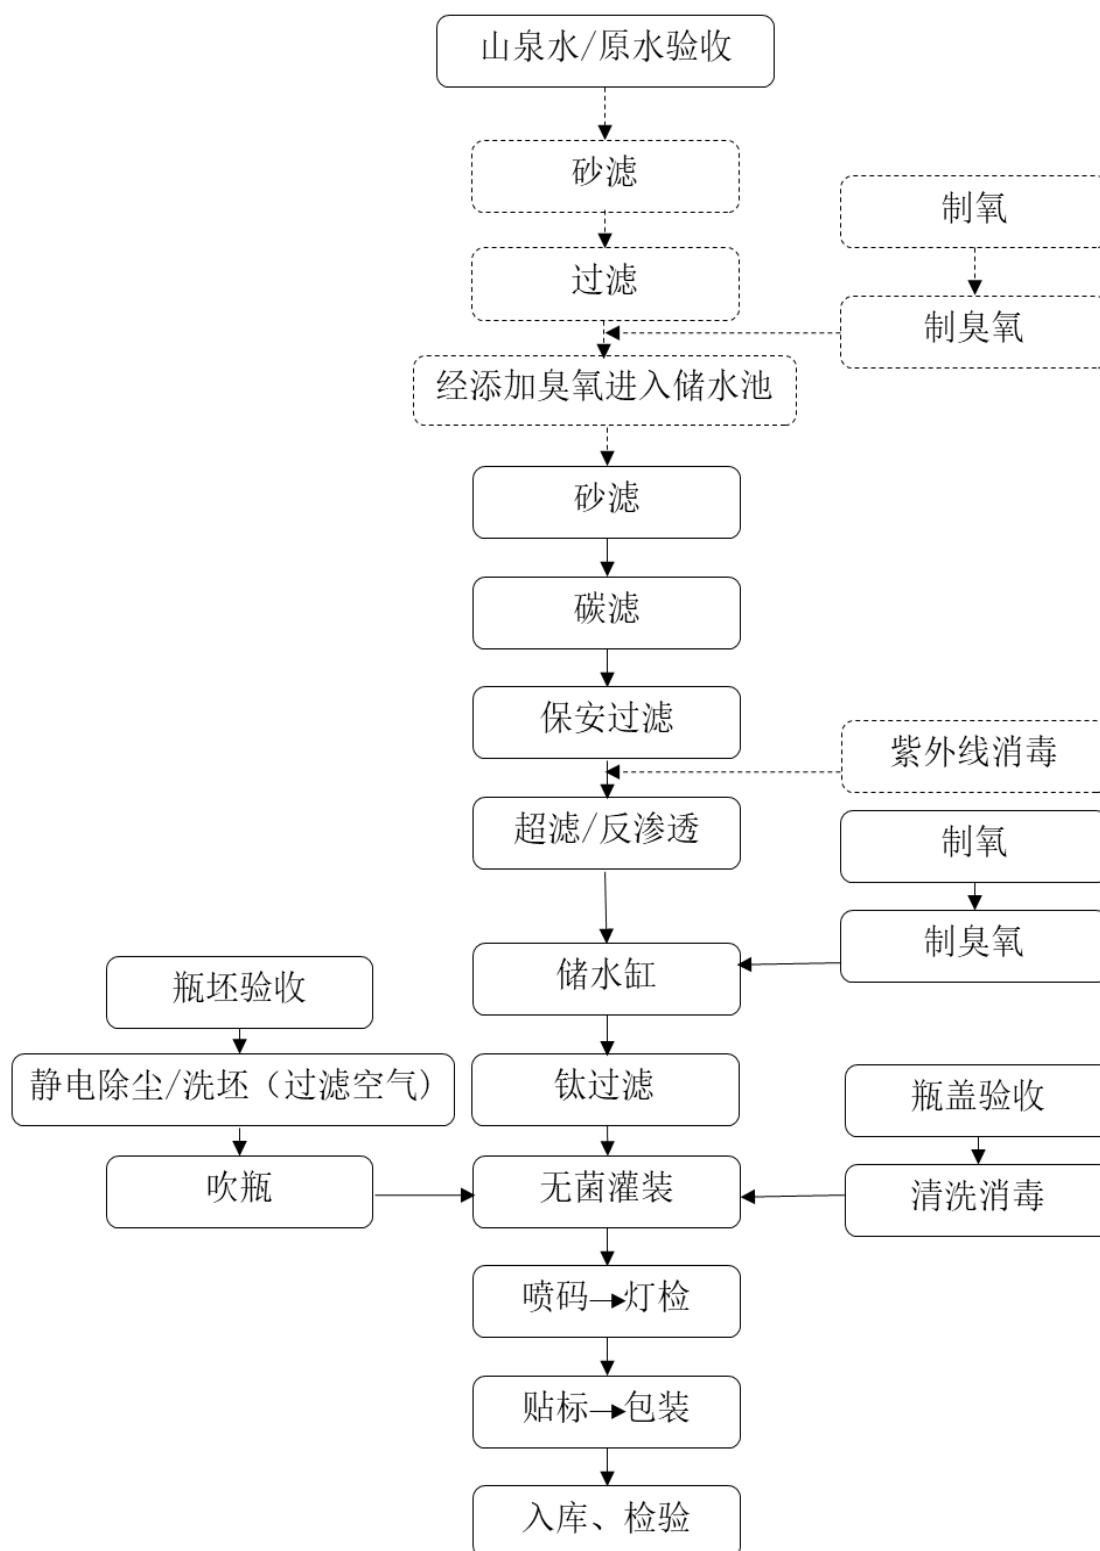 山泉水/原水验收
砂滤
制氧
过滤
制臭氧
经添加臭氧进入储水池
砂滤
碳滤
保安过滤
紫外线消毒
超滤/反渗透
制氧
制臭氧
储水缸
瓶坯验收
静电除尘/洗坯（过滤空气)
钛过滤
瓶盖验收
吹瓶
无菌灌装
清洗消毒
喷码→灯检
贴标→包装
入库、检验